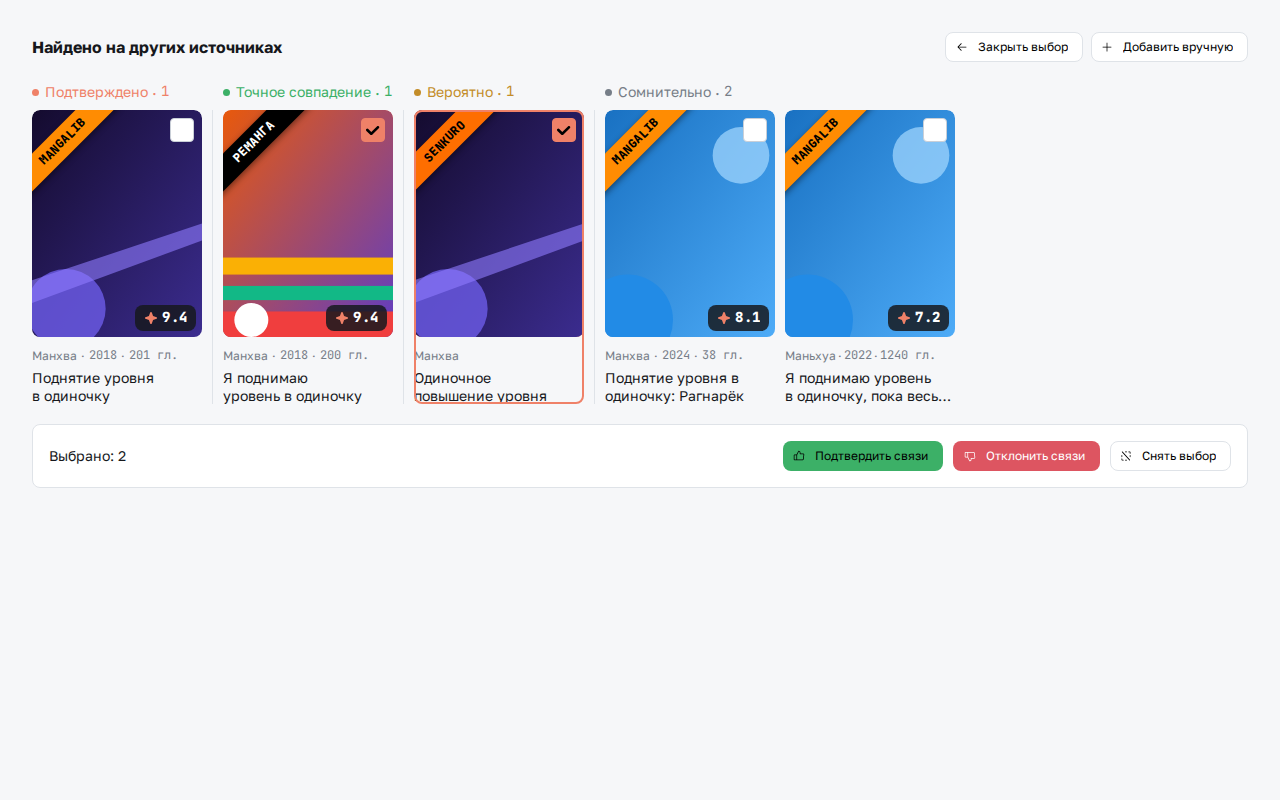 Найдено на других источниках
Закрыть выбор
Добавить вручную
Подтверждено · 1
Точное совпадение · 1
Вероятно · 1
Сомнительно · 2
MANGALIB
РЕМАНГА
SENKURO
MANGALIB
MANGALIB
9.4
9.4
8.1
7.2
Манхва · 2018 · 201 гл.
Поднятие уровня
в одиночку
Манхва · 2018 · 200 гл.
Я поднимаю
уровень в одиночку
Манхва
Одиночное
повышение уровня
Манхва · 2024 · 38 гл.
Поднятие уровня в
одиночку: Рагнарёк
Маньхуа · 2022 · 1240 гл.
Я поднимаю уровень
в одиночку, пока весь...
Выбрано: 2
Подтвердить связи
Отклонить связи
Снять выбор